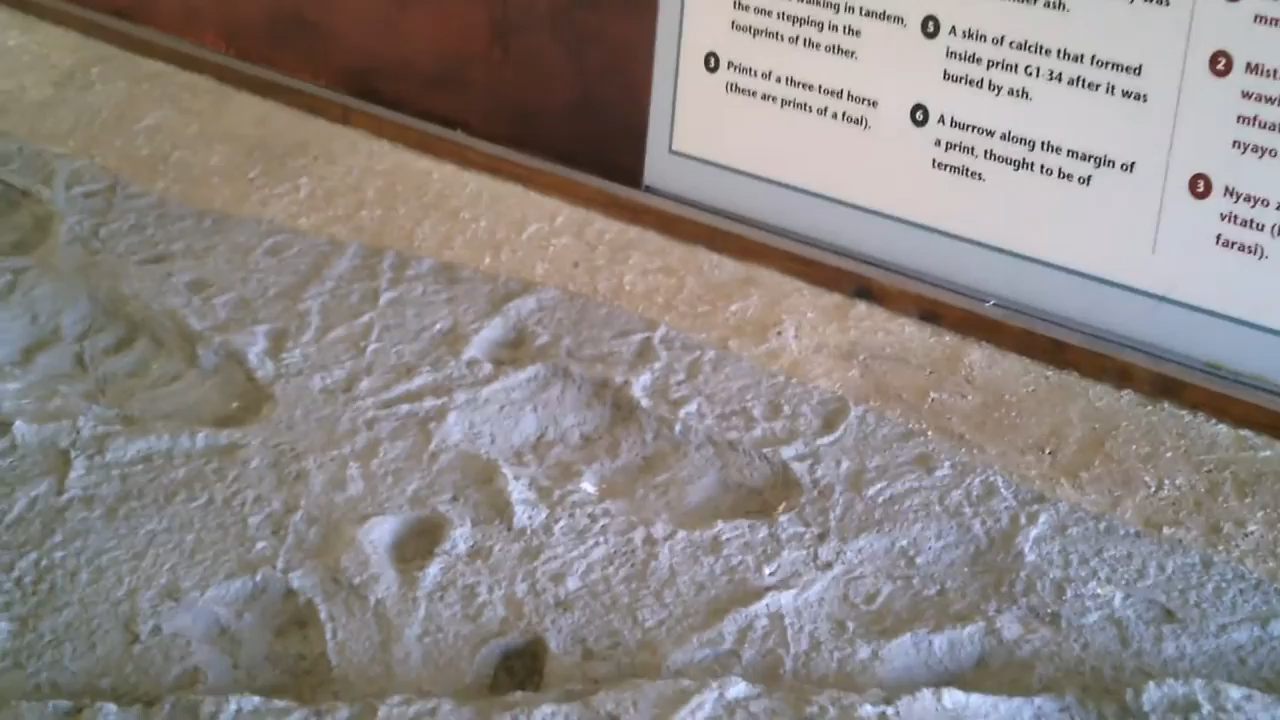 walking in tandem,
the one stepping in the
footprints of the other.
3 Prints of a three-toed horse
(these are prints of a foal).
ash.
5 A skin of calcite that formed
inside print G1-34 after it was
buried by ash.
6 A burrow along the margin of
a print, thought to be of
termites.
was
2
3 Nyayo
vitatu
farasi).
nyayo